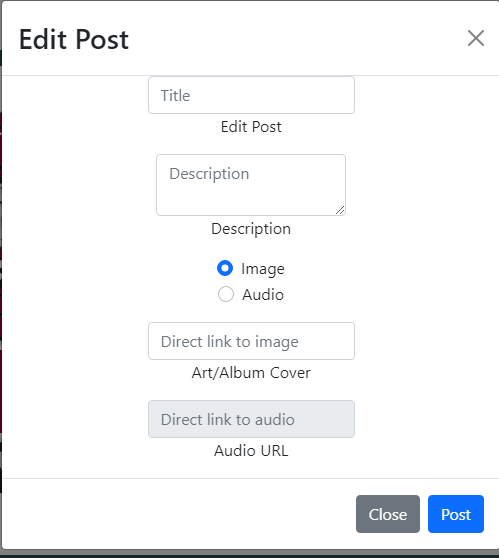 Edit Post
Title
Edit Post
Description
Description
Image
Audio
Direct link to image
Art/Album Cover
Direct link to audio
Audio URL
Close Post